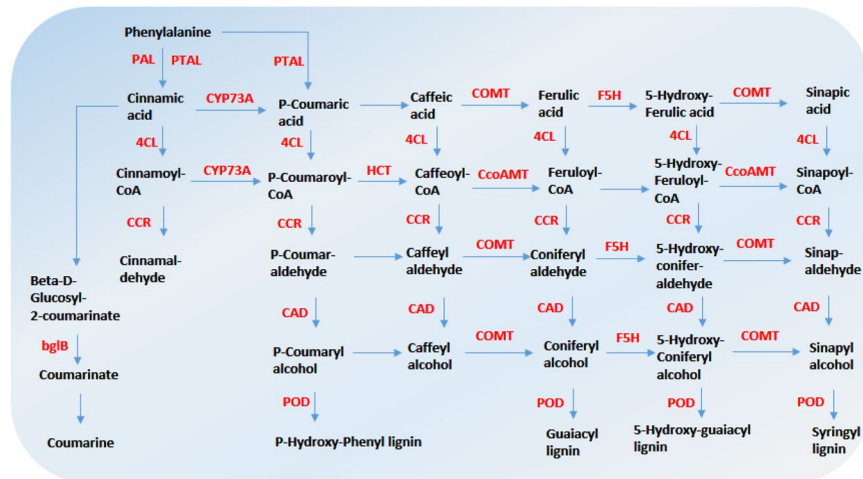 Phenylalanine
PAL PTAL PTAL
Cinnamic
acid
CYP73A
P-Coumaric
acid
Caffeic
acid
COMT
Ferulic
acid
F5H
5-Hydroxy-
Ferulic acid
COMT
Sinapic
acid
4CL 4CL 4CL 4CL 4CL 4CL
Cinnamoyl-
CoA
CYP73A
P-Coumaroyl-
CoA
HCT
Caffeoyl-
CoA
CcoAMT
Feruloyl-
CoA
5-Hydroxy-
Feruloyl-
CoA
CcoAMT
Sinapoyl-
CoA
CCR CCR CCR CCR CCR CCR
Cinnamal-
dehyde
P-Coumar-
aldehyde
Caffeyl
aldehyde
COMT
Coniferyl
aldehyde
F5H
5-Hydroxy-
conifer-
aldehyde
COMT
Sinap-
aldehyde
Beta-D-
Glucosyl-
2-coumarinate
CAD CAD CAD CAD CAD
bglB
Coumarinate
P-Coumaryl
alcohol
Caffeyl
alcohol
COMT
Coniferyl
alcohol
F5H
5-Hydroxy-
Coniferyl
alcohol
COMT
Sinapyl
alcohol
POD POD POD POD
Coumarine
P-Hydroxy-Phenyl lignin
Guaiacyl
lignin
5-Hydroxy-guaiacyl
lignin
Syringyl
lignin